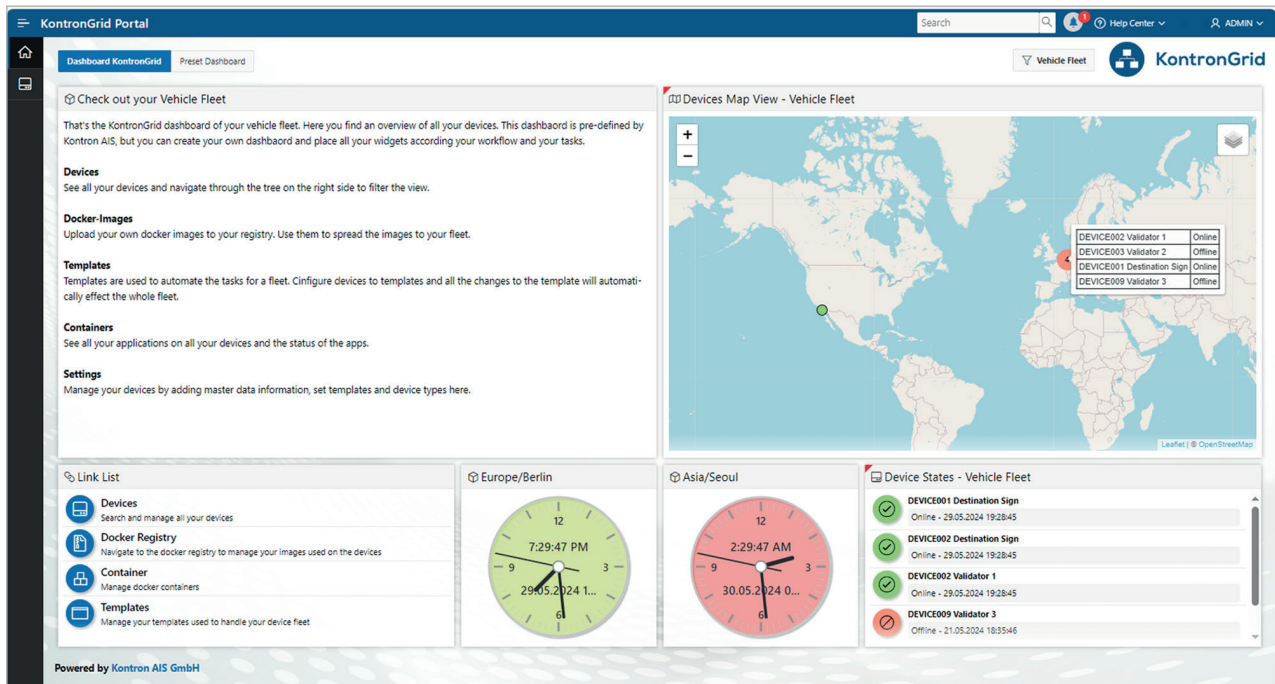 KontronGrid Portal
Search
1
Help Center
ADMIN
Dashboard KontronGrid
Preset Dashboard
Vehicle Fleet
KontronGrid
Check out your Vehicle Fleet
That's the KontronGrid dashboard of your vehicle fleet. Here you find an overview of all your devices. This dashbaord is pre-defined by
Kontron AIS, but you can create your own dashbaord and place all your widgets according your workflow and your tasks.
Devices
See all your devices and navigate through the tree on the right side to filter the view.
Docker-Images
Upload your own docker images to your registry. Use them to spread the images to your fleet.
Templates
Templates are used to automate the tasks for a fleet. Cinfigure devices to templates and all the changes to the template will automati-
cally effect the whole fleet.
Containers
See all your applications on all your devices and the status of the apps.
Settings
Manage your devices by adding master data information, set templates and device types here.
Devices Map View - Vehicle Fleet
+
−
DEVICE002 Validator 1 Online
DEVICE003 Validator 2 Offline
DEVICE001 Destination Sign Online
DEVICE009 Validator 3 Offline
4
Leaflet | © OpenStreetMap
Link List
Devices
Search and manage all your devices
Docker Registry
Navigate to the docker registry to manage your images used on the devices
Container
Manage docker containers
Templates
Manage your templates used to handle your device fleet
Europe/Berlin
12
7:29:47 PM
9 3
29.05.2024 1...
6
Asia/Seoul
12
2:29:47 AM
9 3
30.05.2024 0...
6
Device States - Vehicle Fleet
DEVICE001 Destination Sign
Online - 29.05.2024 19:28:45
DEVICE002 Destination Sign
Online - 29.05.2024 19:28:45
DEVICE002 Validator 1
Online - 29.05.2024 19:28:45
DEVICE009 Validator 3
Offline - 21.05.2024 18:35:46
Powered by Kontron AIS GmbH